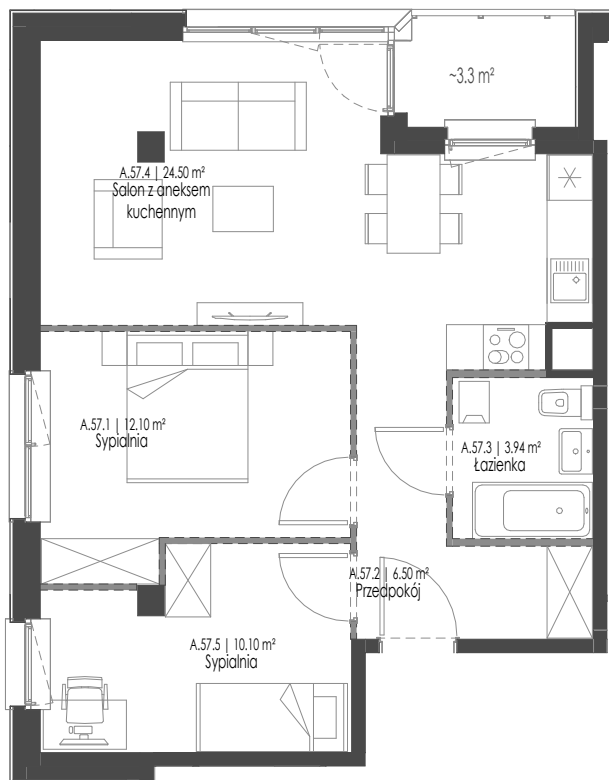 ~3.3 m²
A.57.4 | 24.50 m²
Salon z aneksem
kuchennym
A.57.1 | 12.10 m²
Sypialnia
A.57.3 | 3.94 m²
Łazienka
A.57.2 | 6.50 m²
Przedpokój
A.57.5 | 10.10 m²
Sypialnia